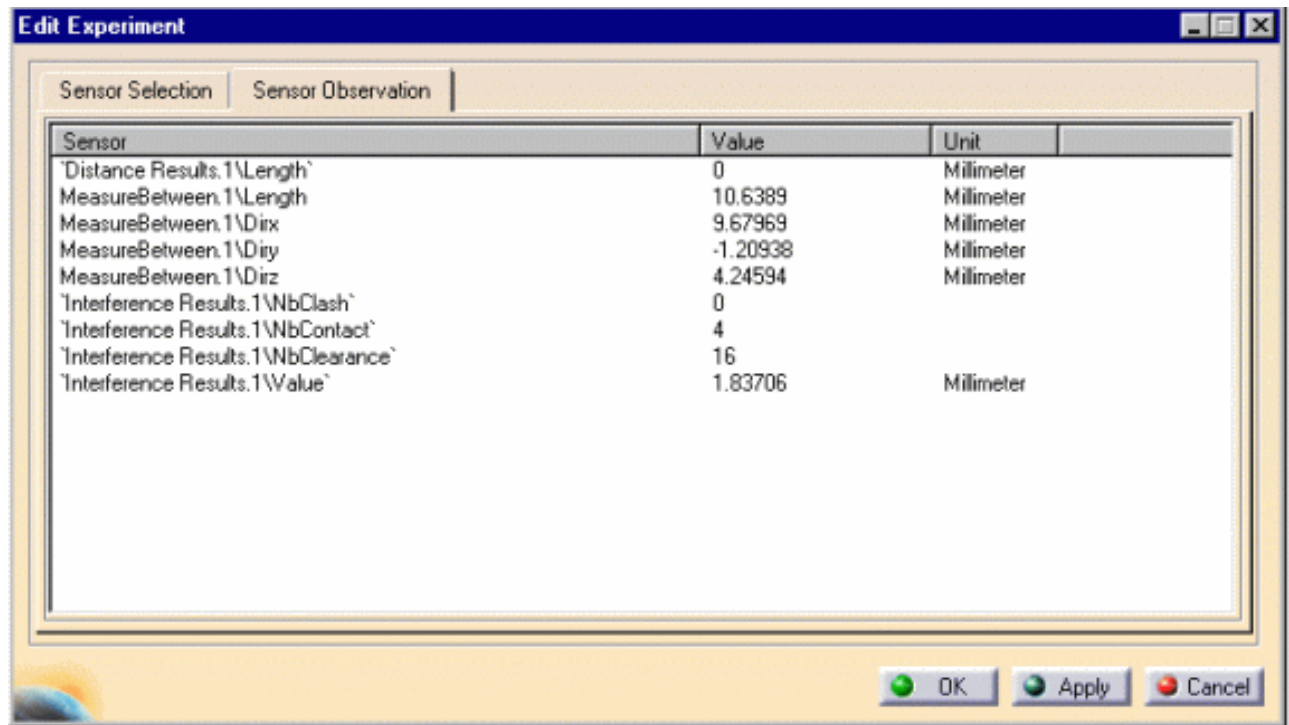 Edit Experiment
Sensor Selection Sensor Observation
Sensor Value Unit
`Distance Results.1\Length` 0 Millimeter
MeasureBetween.1\Length 10.6389 Millimeter
MeasureBetween.1\Dirx 9.67969 Millimeter
MeasureBetween.1\Diry -1.20938 Millimeter
MeasureBetween.1\Dirz 4.24594 Millimeter
`Interference Results.1\NbClash` 0
`Interference Results.1\NbContact` 4
`Interference Results.1\NbClearance` 16
`Interference Results.1\Value` 1.83706 Millimeter
OK Apply Cancel